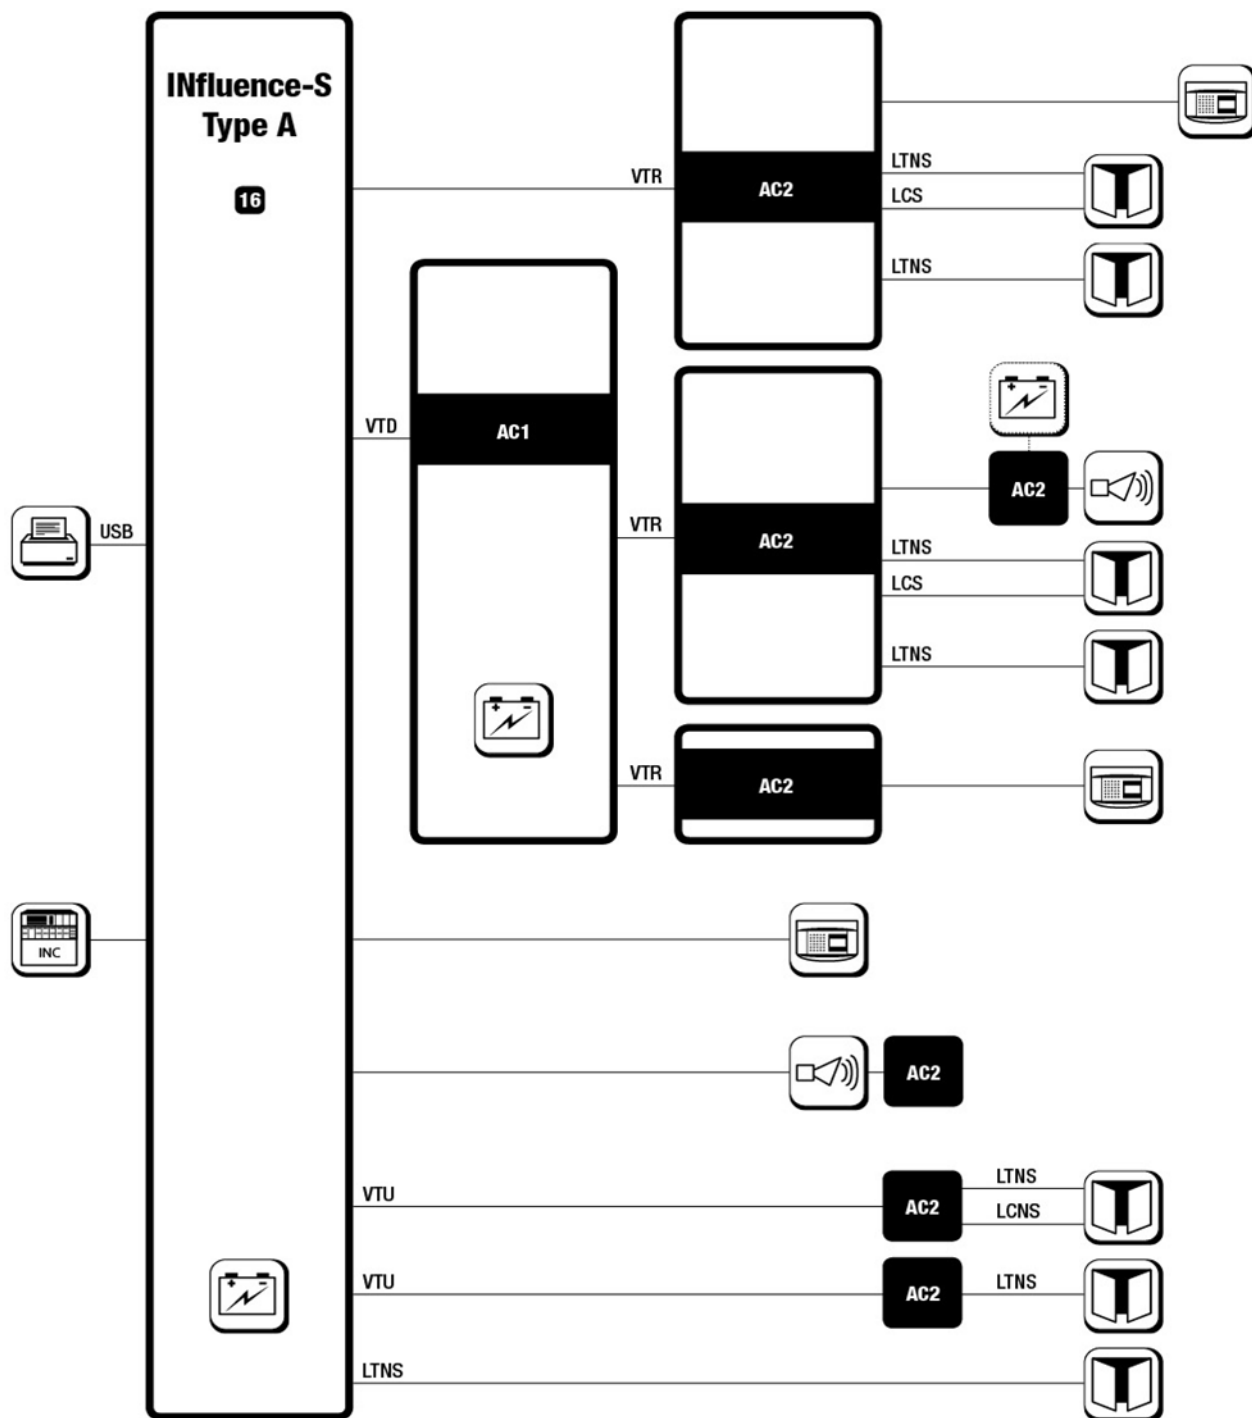 INfluence-S
Type A
16
VTR
AC2
LTNS
LCS
LTNS
VTD
AC1
+ -
AC2
USB
VTR
AC2
LTNS
LCS
LTNS
+ -
VTR
AC2
INC
AC2
VTU
AC2
LTNS
LCNS
+ -
VTU
AC2
LTNS
LTNS